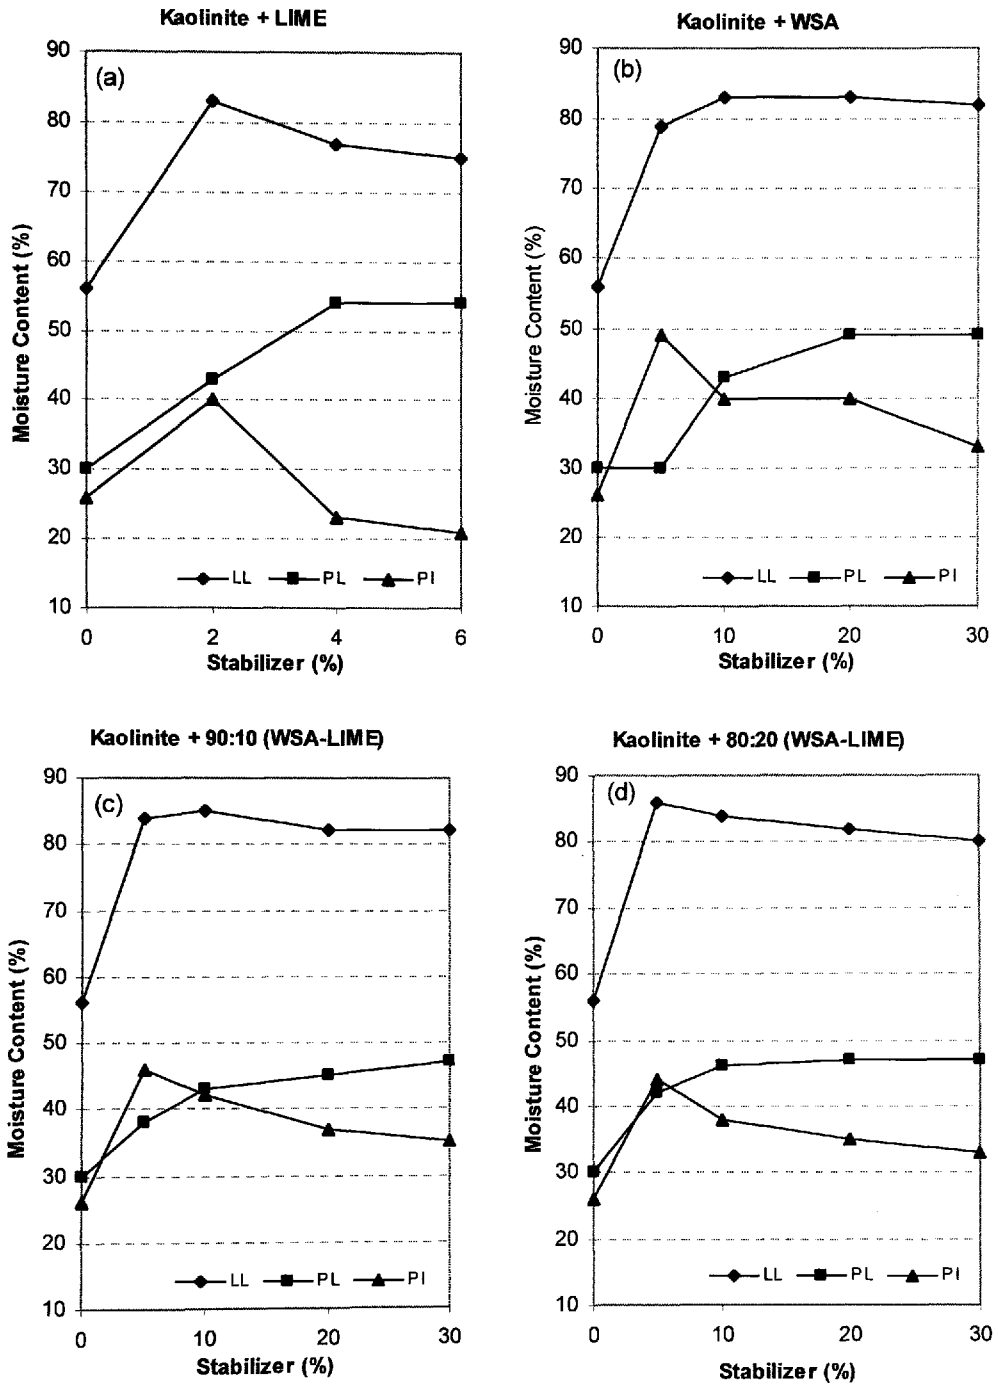 Kaolinite + LIME
(a)
90
80
70
60
50
40
30
20
10
Moisture Content (%)
LL PL PI
0 2 4 6
Stabilizer (%)
Kaolinite + WSA
(b)
90
80
70
60
50
40
30
20
10
Moisture Content (%)
LL PL PI
0 10 20 30
Stabilizer (%)
Kaolinite + 90:10 (WSA-LIME)
(c)
90
80
70
60
50
40
30
20
10
Moisture Content (%)
LL PL PI
0 10 20 30
Stabilizer (%)
Kaolinite + 80:20 (WSA-LIME)
(d)
90
80
70
60
50
40
30
20
10
Moisture Content (%)
LL PL PI
0 10 20 30
Stabilizer (%)